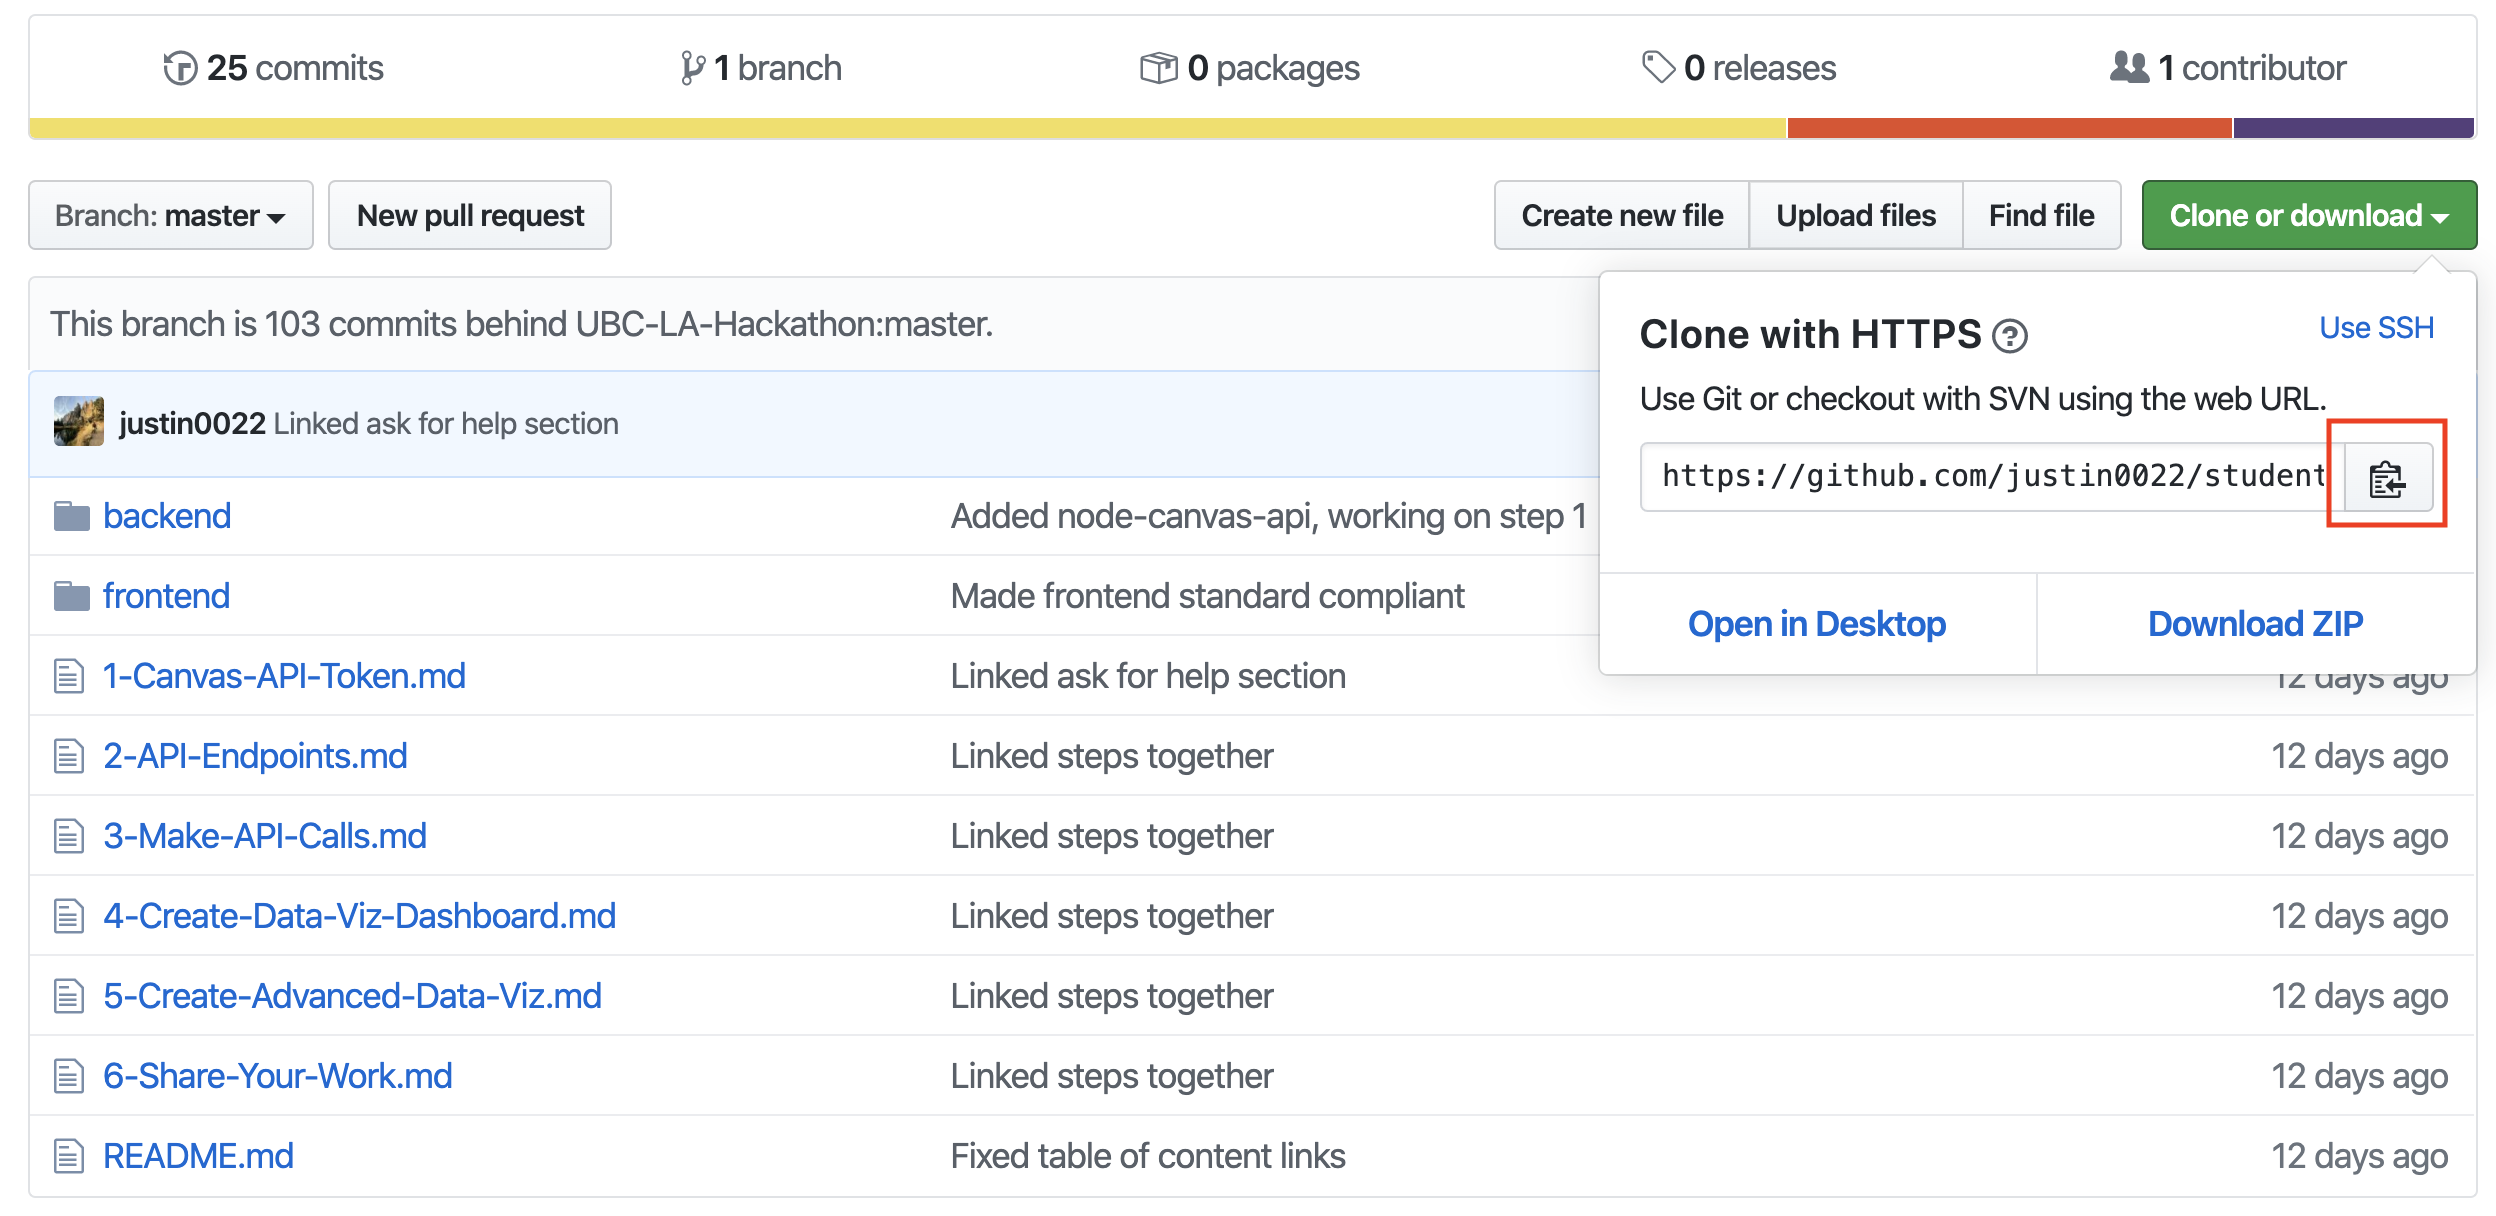 25 commits 1 branch 0 packages 0 releases 1 contributor
Branch: master New pull request Create new file Upload files Find file Clone or download
This branch is 103 commits behind UBC-LA-Hackathon:master.
Clone with HTTPS ? Use SSH
Use Git or checkout with SVN using the web URL.
https://github.com/justin0022/student
Open in Desktop Download ZIP
justin0022 Linked ask for help section
backend Added node-canvas-api, working on step 1
frontend Made frontend standard compliant
1-Canvas-API-Token.md Linked ask for help section 12 days ago
2-API-Endpoints.md Linked steps together 12 days ago
3-Make-API-Calls.md Linked steps together 12 days ago
4-Create-Data-Viz-Dashboard.md Linked steps together 12 days ago
5-Create-Advanced-Data-Viz.md Linked steps together 12 days ago
6-Share-Your-Work.md Linked steps together 12 days ago
README.md Fixed table of content links 12 days ago